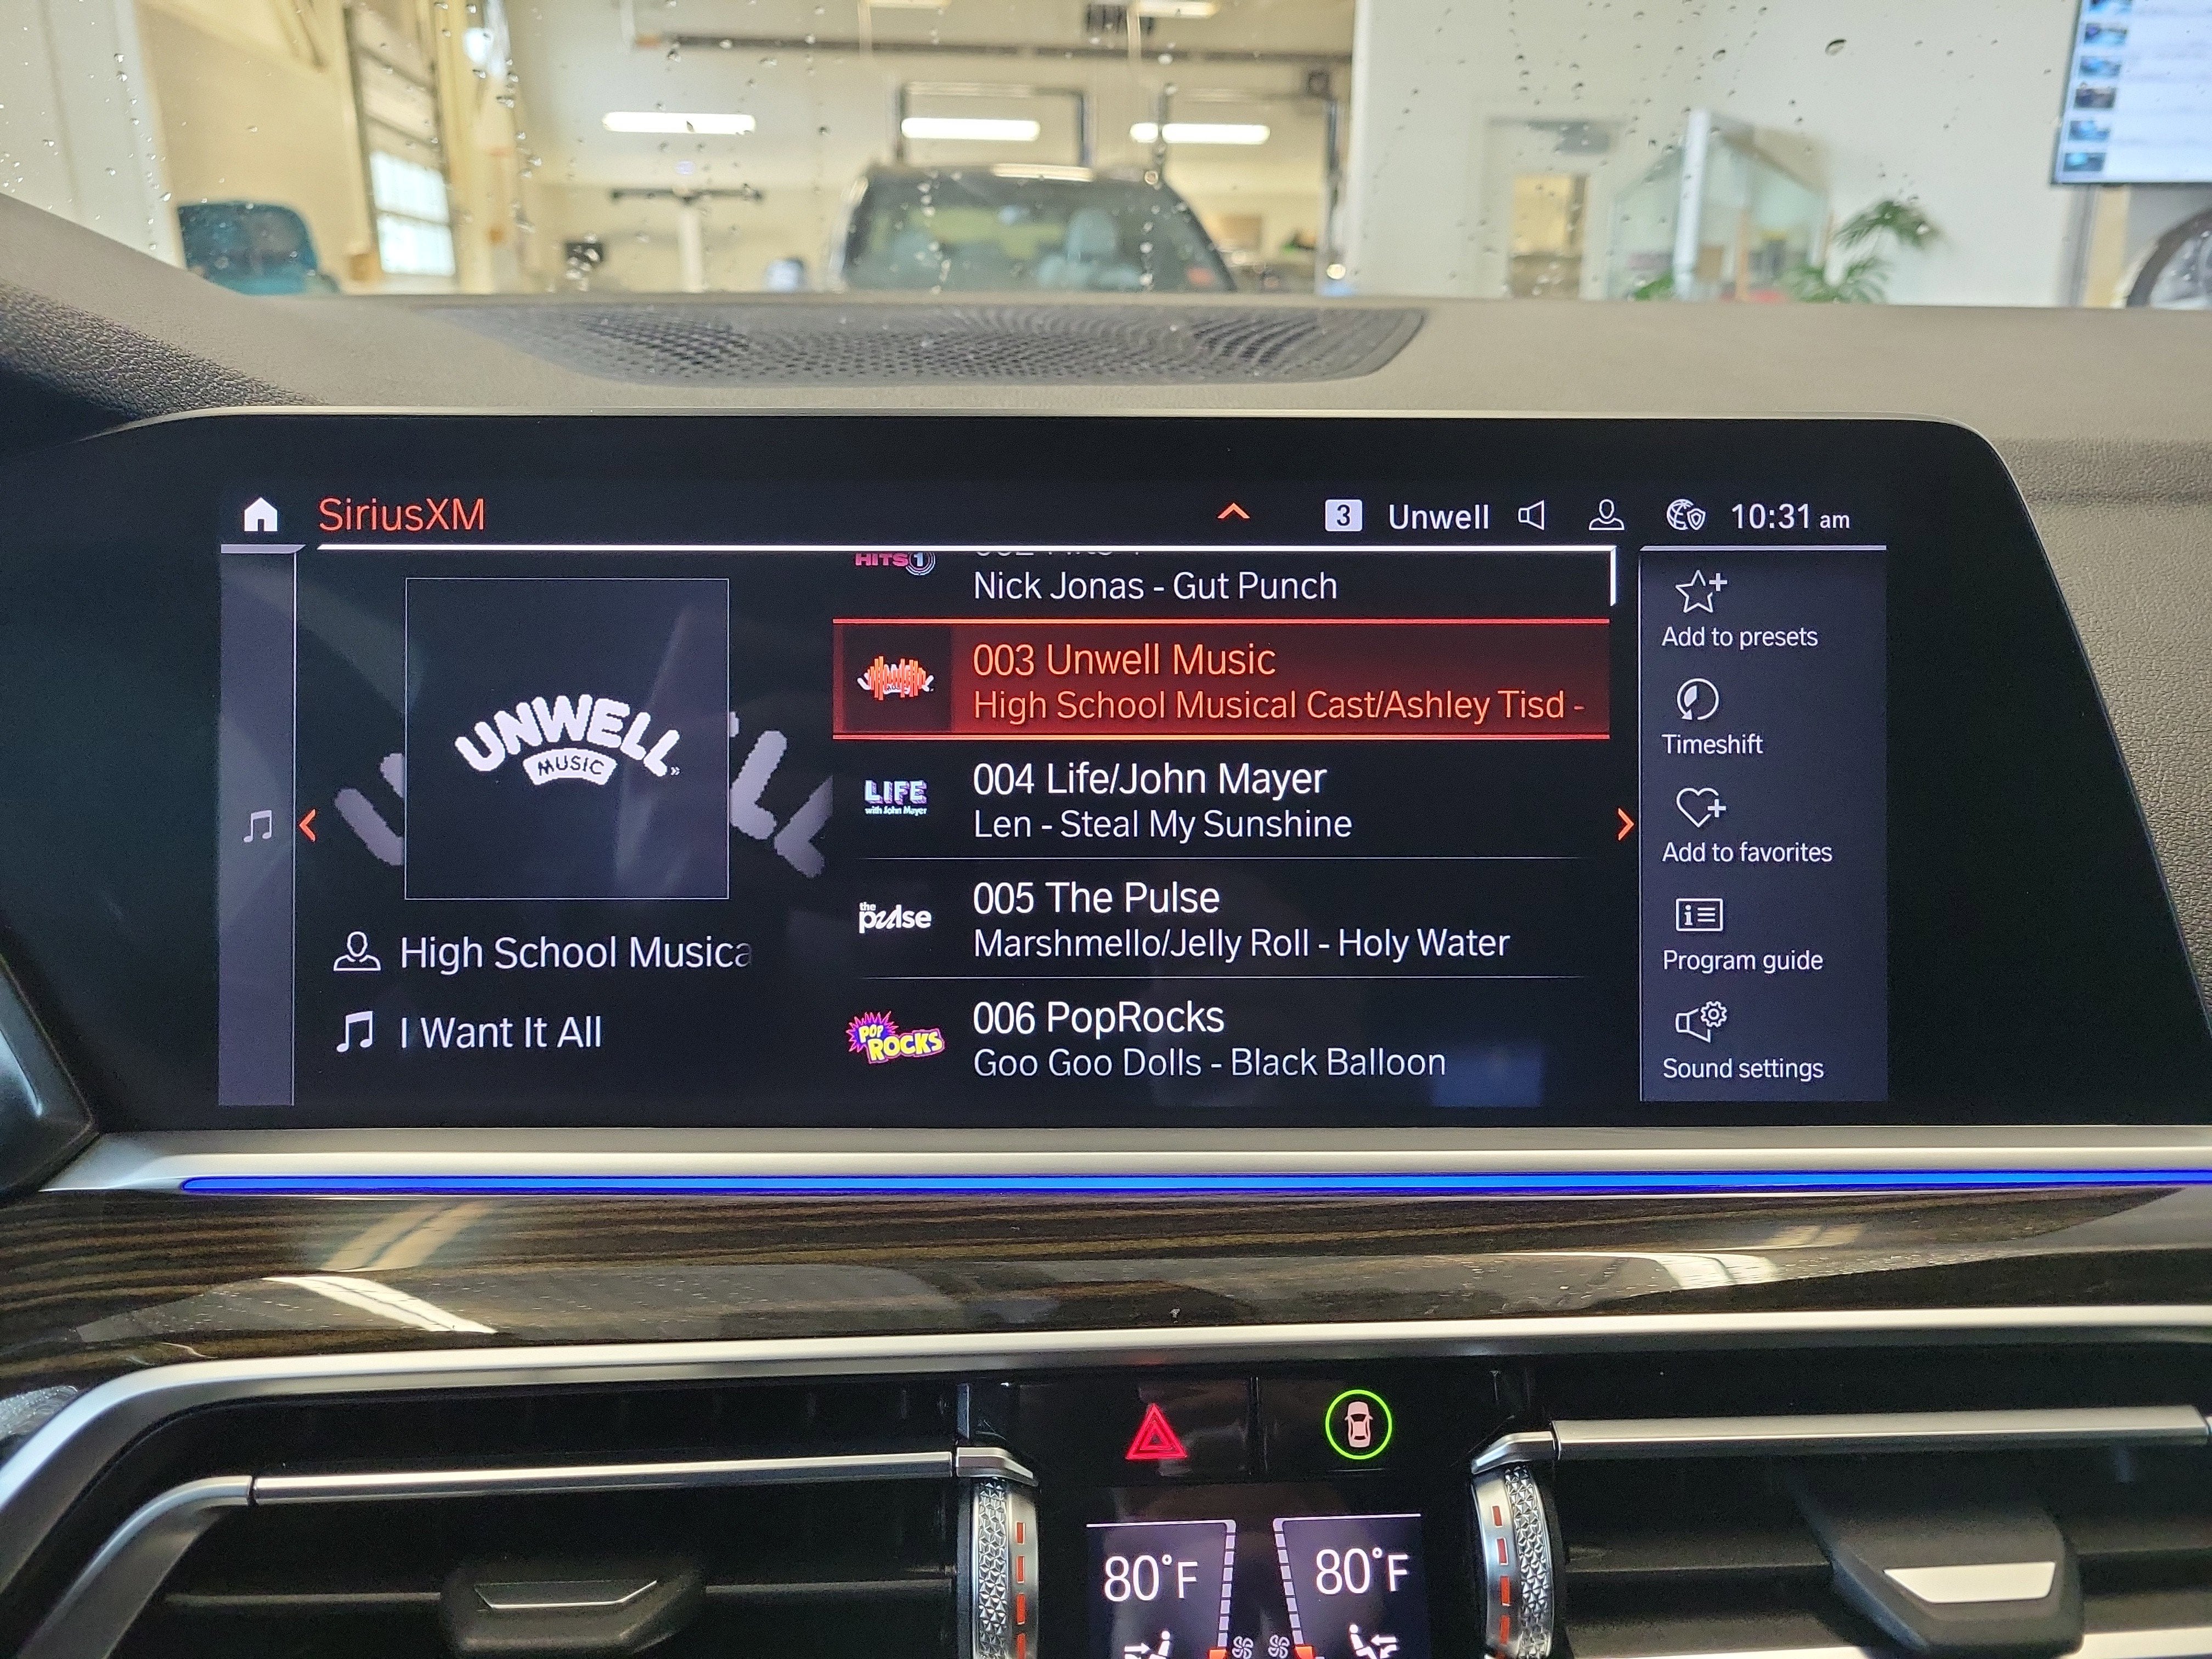 SiriusXM
3 Unwell
10:31 am
HITS 1
Nick Jonas - Gut Punch
003 Unwell Music
High School Musical Cast/Ashley Tisd -
LIFE
with John Mayer
004 Life/John Mayer
Len - Steal My Sunshine
the
pulse
005 The Pulse
Marshmello/Jelly Roll - Holy Water
POP
ROCKS
006 PopRocks
Goo Goo Dolls - Black Balloon
UNWELL
MUSIC
High School Musica
I Want It All
Add to presets
Timeshift
Add to favorites
Program guide
Sound settings
80°F
80°F